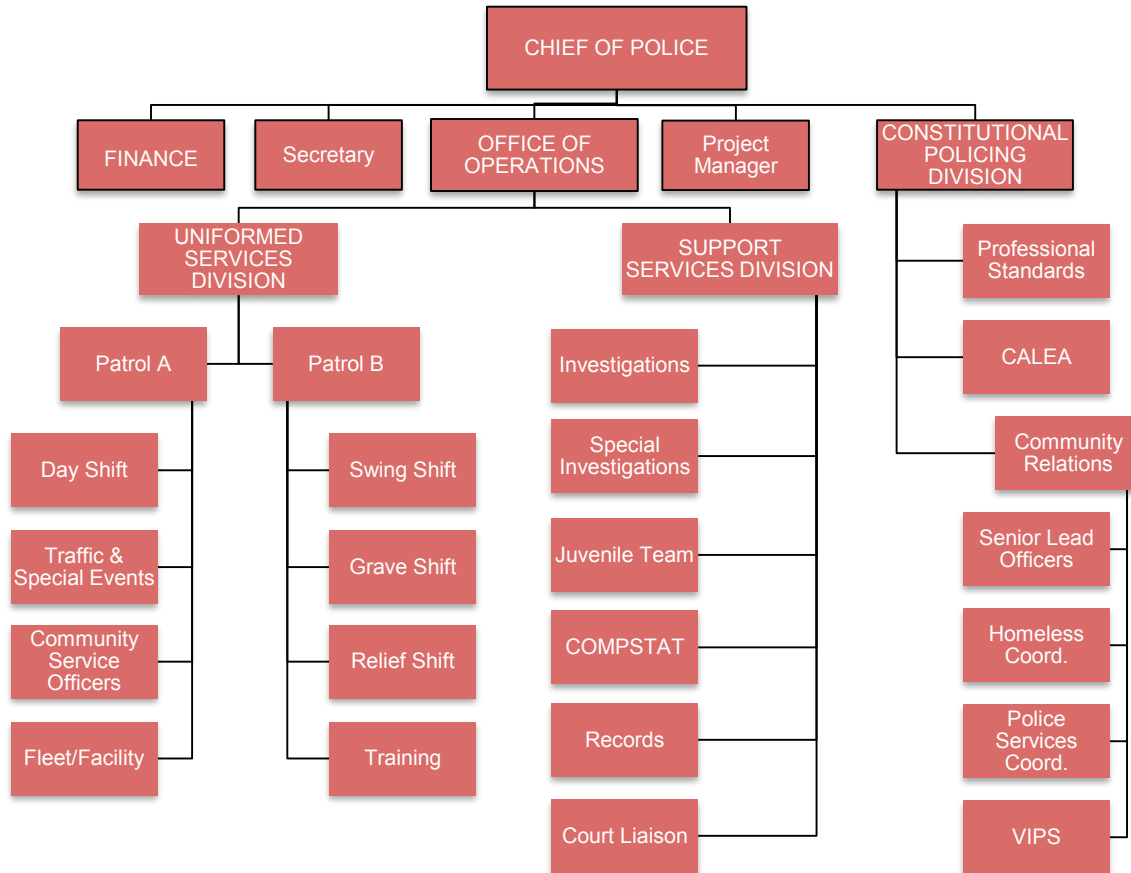 CHIEF OF POLICE
FINANCE
Secretary
OFFICE OF
OPERATIONS
Project
Manager
CONSTITUTIONAL
POLICING
DIVISION
UNIFORMED
SERVICES
DIVISION
SUPPORT
SERVICES DIVISION
Patrol A
Patrol B
Day Shift
Traffic &
Special Events
Community
Service
Officers
Fleet/Facility
Swing Shift
Grave Shift
Relief Shift
Training
Investigations
Special
Investigations
Juvenile Team
COMPSTAT
Records
Court Liaison
Professional
Standards
CALEA
Community
Relations
Senior Lead
Officers
Homeless
Coord.
Police
Services
Coord.
VIPS